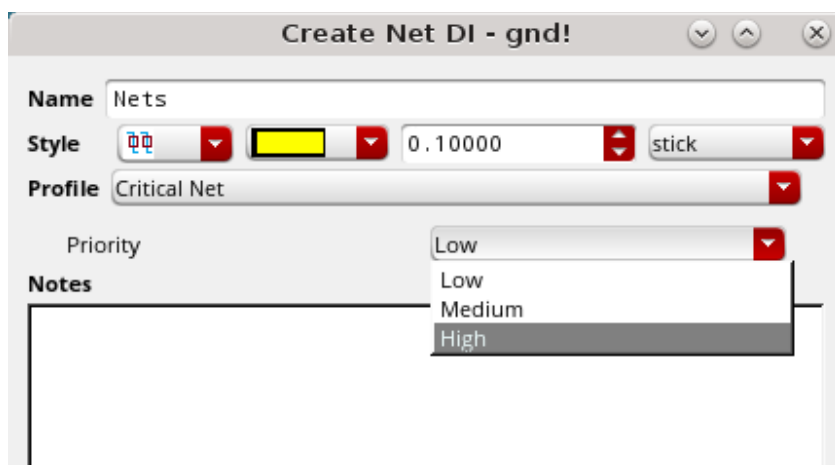 Create Net DI - gnd!
Name Nets
Style 0.10000 stick
Profile Critical Net
Priority Low
Low
Notes
Medium
High